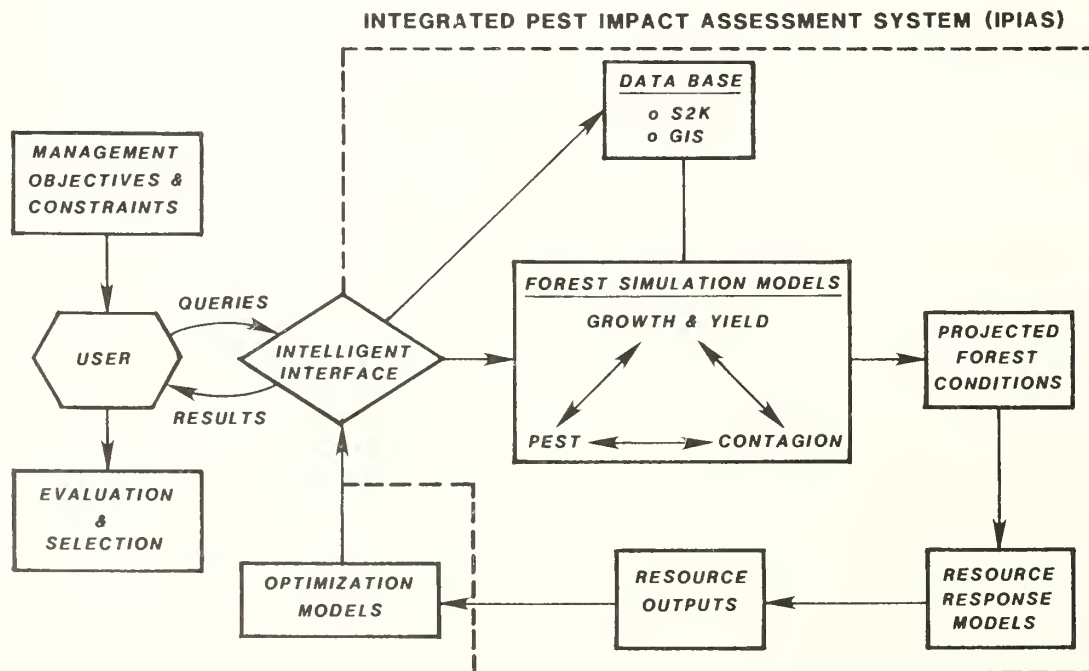 INTEGRATED PEST IMPACT ASSESSMENT SYSTEM (IPIAS)
DATA BASE
o S2K
o GIS
MANAGEMENT
OBJECTIVES &
CONSTRAINTS
FOREST SIMULATION MODELS
GROWTH & YIELD
PEST
CONTAGION
QUERIES
USER
INTELLIGENT
INTERFACE
RESULTS
PROJECTED
FOREST
CONDITIONS
EVALUATION
&
SELECTION
OPTIMIZATION
MODELS
RESOURCE
OUTPUTS
RESOURCE
RESPONSE
MODELS